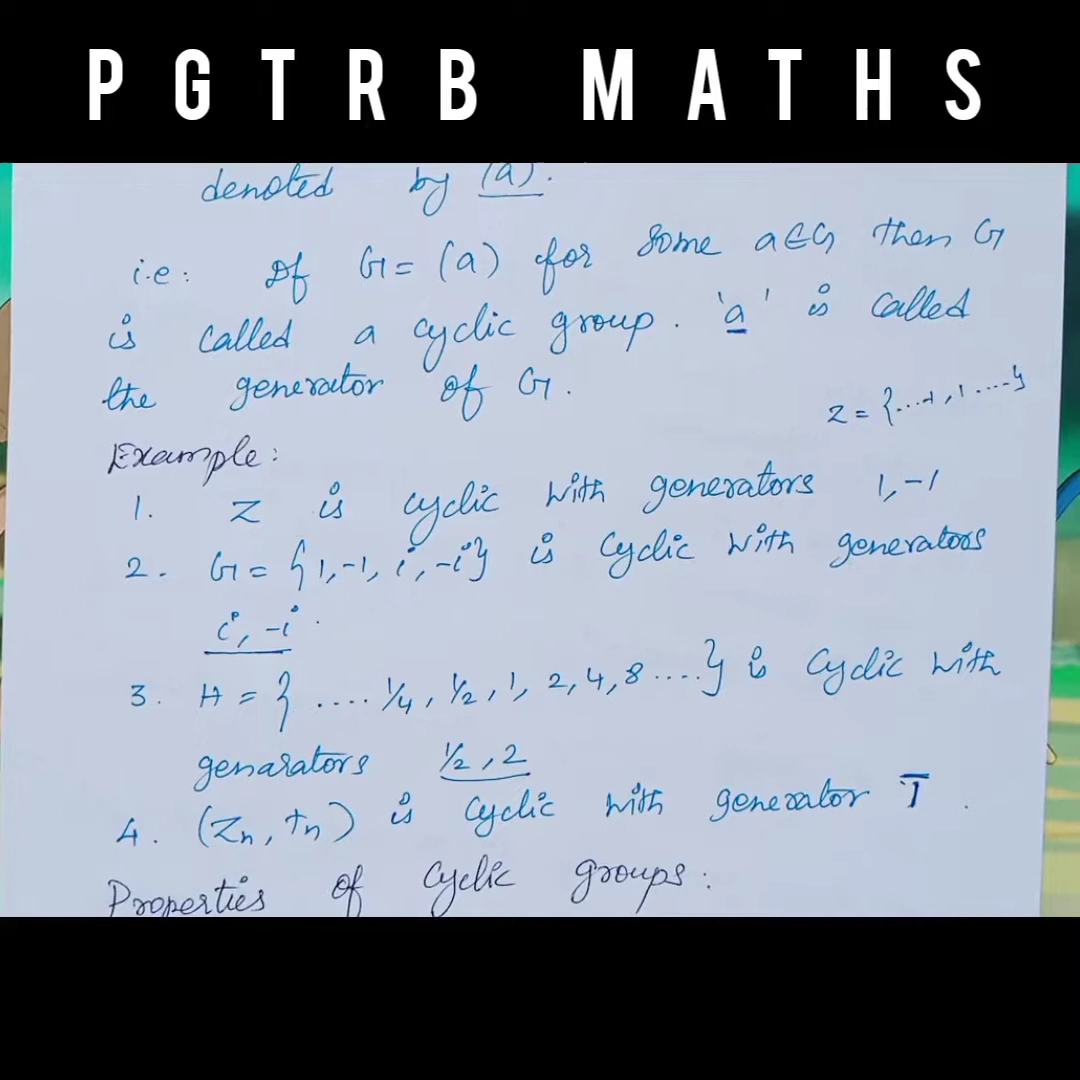 PGTRB MATHS
denoted by (a).
i.e: If G = (a) for some a∈G then G
is called a cyclic group. 'a' is called
the generator of G.
Z = {...-1, 1 ....}
Example:
1. Z is cyclic with generators 1, -1
2. G = {1, -1, i, -i} is cyclic with generators
i, -i.
3. H = { .... 1/4, 1/2, 1, 2, 4, 8 ....} is cyclic with
genarators 1/2, 2
4. (Zn, +n) is cyclic with generator 1̅ .
Properties of cyclic groups: